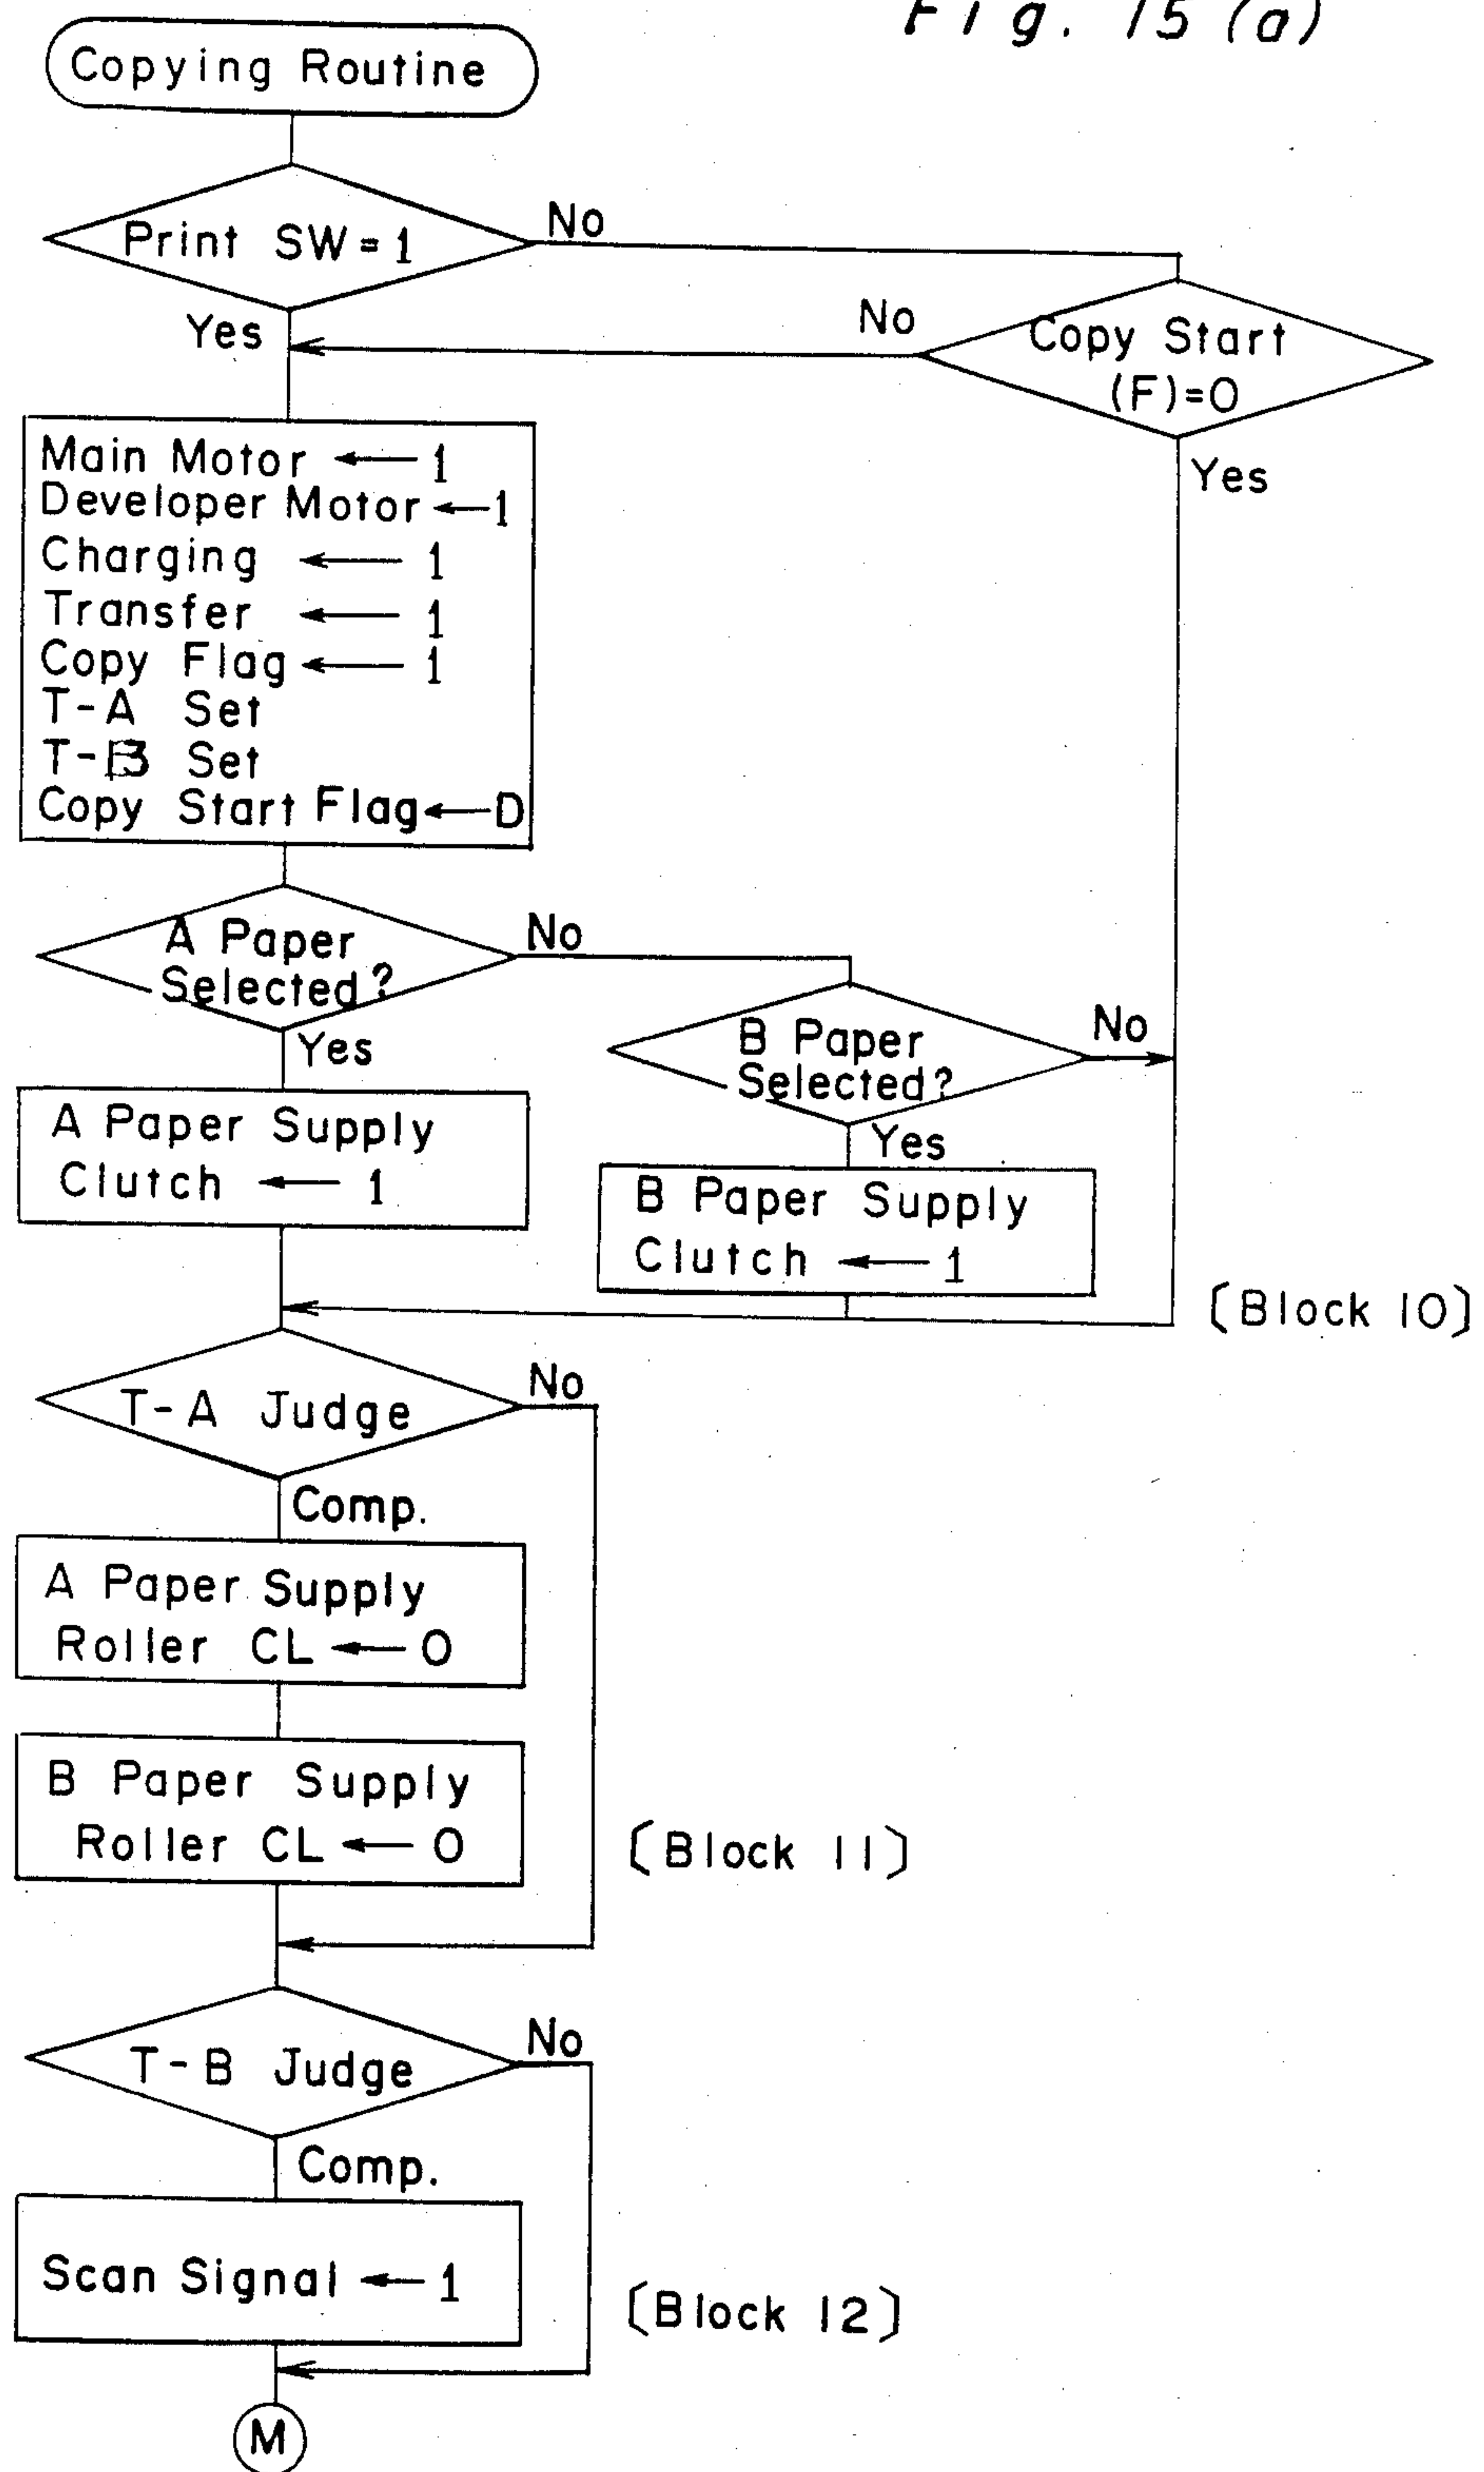 Fig. 15 (a)
Copying Routine
Print SW = 1
No
Yes
No
Copy Start
(F)=0
Yes
Main Motor ← 1
Developer Motor ← 1
Charging ← 1
Transfer ← 1
Copy Flag ← 1
T-A Set
T-B Set
Copy Start Flag ← D
A Paper
Selected?
No
Yes
B Paper
Selected?
No
Yes
A Paper Supply
Clutch ← 1
B Paper Supply
Clutch ← 1
[Block 10]
T-A Judge
No
Comp.
A Paper Supply
Roller CL ← 0
B Paper Supply
Roller CL ← 0
[Block 11]
T-B Judge
No
Comp.
Scan Signal ← 1
[Block 12]
M